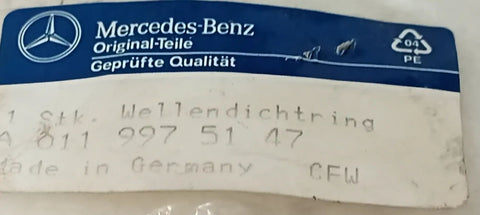 Mercedes-Benz
Original-Teile
Geprüfte Qualität
04
PE
1 Stk. Wellendichtring
A 011 997 51 47
Made in Germany CFW